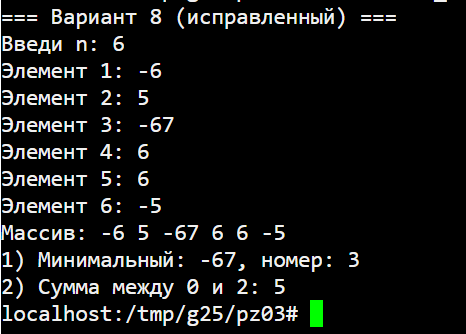 === Вариант 8 (исправленный) ===
Введи n: 6
Элемент 1: -6
Элемент 2: 5
Элемент 3: -67
Элемент 4: 6
Элемент 5: 6
Элемент 6: -5
Массив: -6 5 -67 6 6 -5
1) Минимальный: -67, номер: 3
2) Сумма между 0 и 2: 5
localhost:/tmp/g25/pz03#